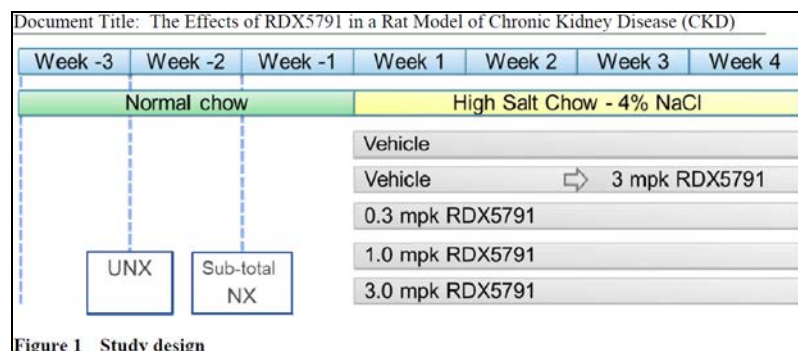 Document Title: The Effects of RDX5791 in a Rat Model of Chronic Kidney Disease (CKD)
Week -3 Week -2 Week -1 Week 1 Week 2 Week 3 Week 4
Normal chow High Salt Chow - 4% NaCl
Vehicle
Vehicle ⇨ 3 mpk RDX5791
0.3 mpk RDX5791
1.0 mpk RDX5791
3.0 mpk RDX5791
UNX
Sub-total
NX
Figure 1 Study design